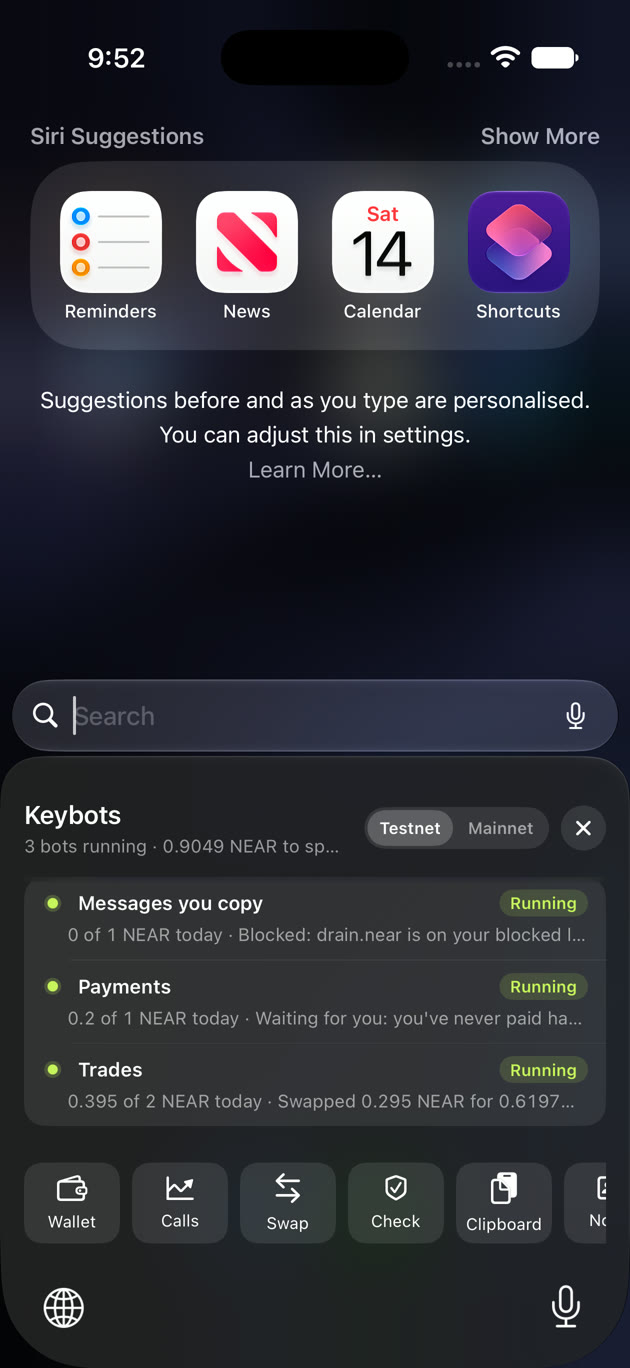 9:52
Siri Suggestions
Show More
Sat
14
Reminders
News
Calendar
Shortcuts
Suggestions before and as you type are personalised.
You can adjust this in settings.
Learn More...
Search
Keybots
3 bots running · 0.9049 NEAR to sp...
Testnet
Mainnet
Messages you copy
Running
0 of 1 NEAR today · Blocked: drain.near is on your blocked l...
Payments
Running
0.2 of 1 NEAR today · Waiting for you: you've never paid ha...
Trades
Running
0.395 of 2 NEAR today · Swapped 0.295 NEAR for 0.6197...
Wallet
Calls
Swap
Check
Clipboard